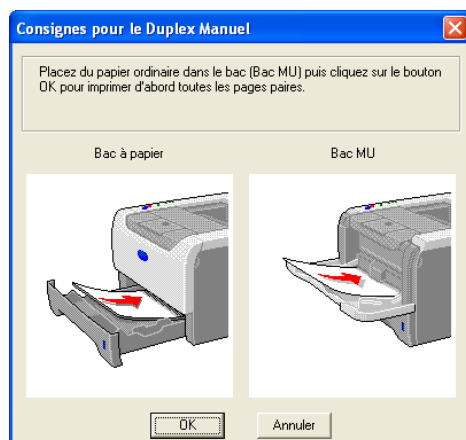 Consignes pour le Duplex Manuel
Placez du papier ordinaire dans le bac (Bac MU) puis cliquez sur le bouton
OK pour imprimer d'abord toutes les pages paires.
Bac à papier
Bac MU
OK
Annuler